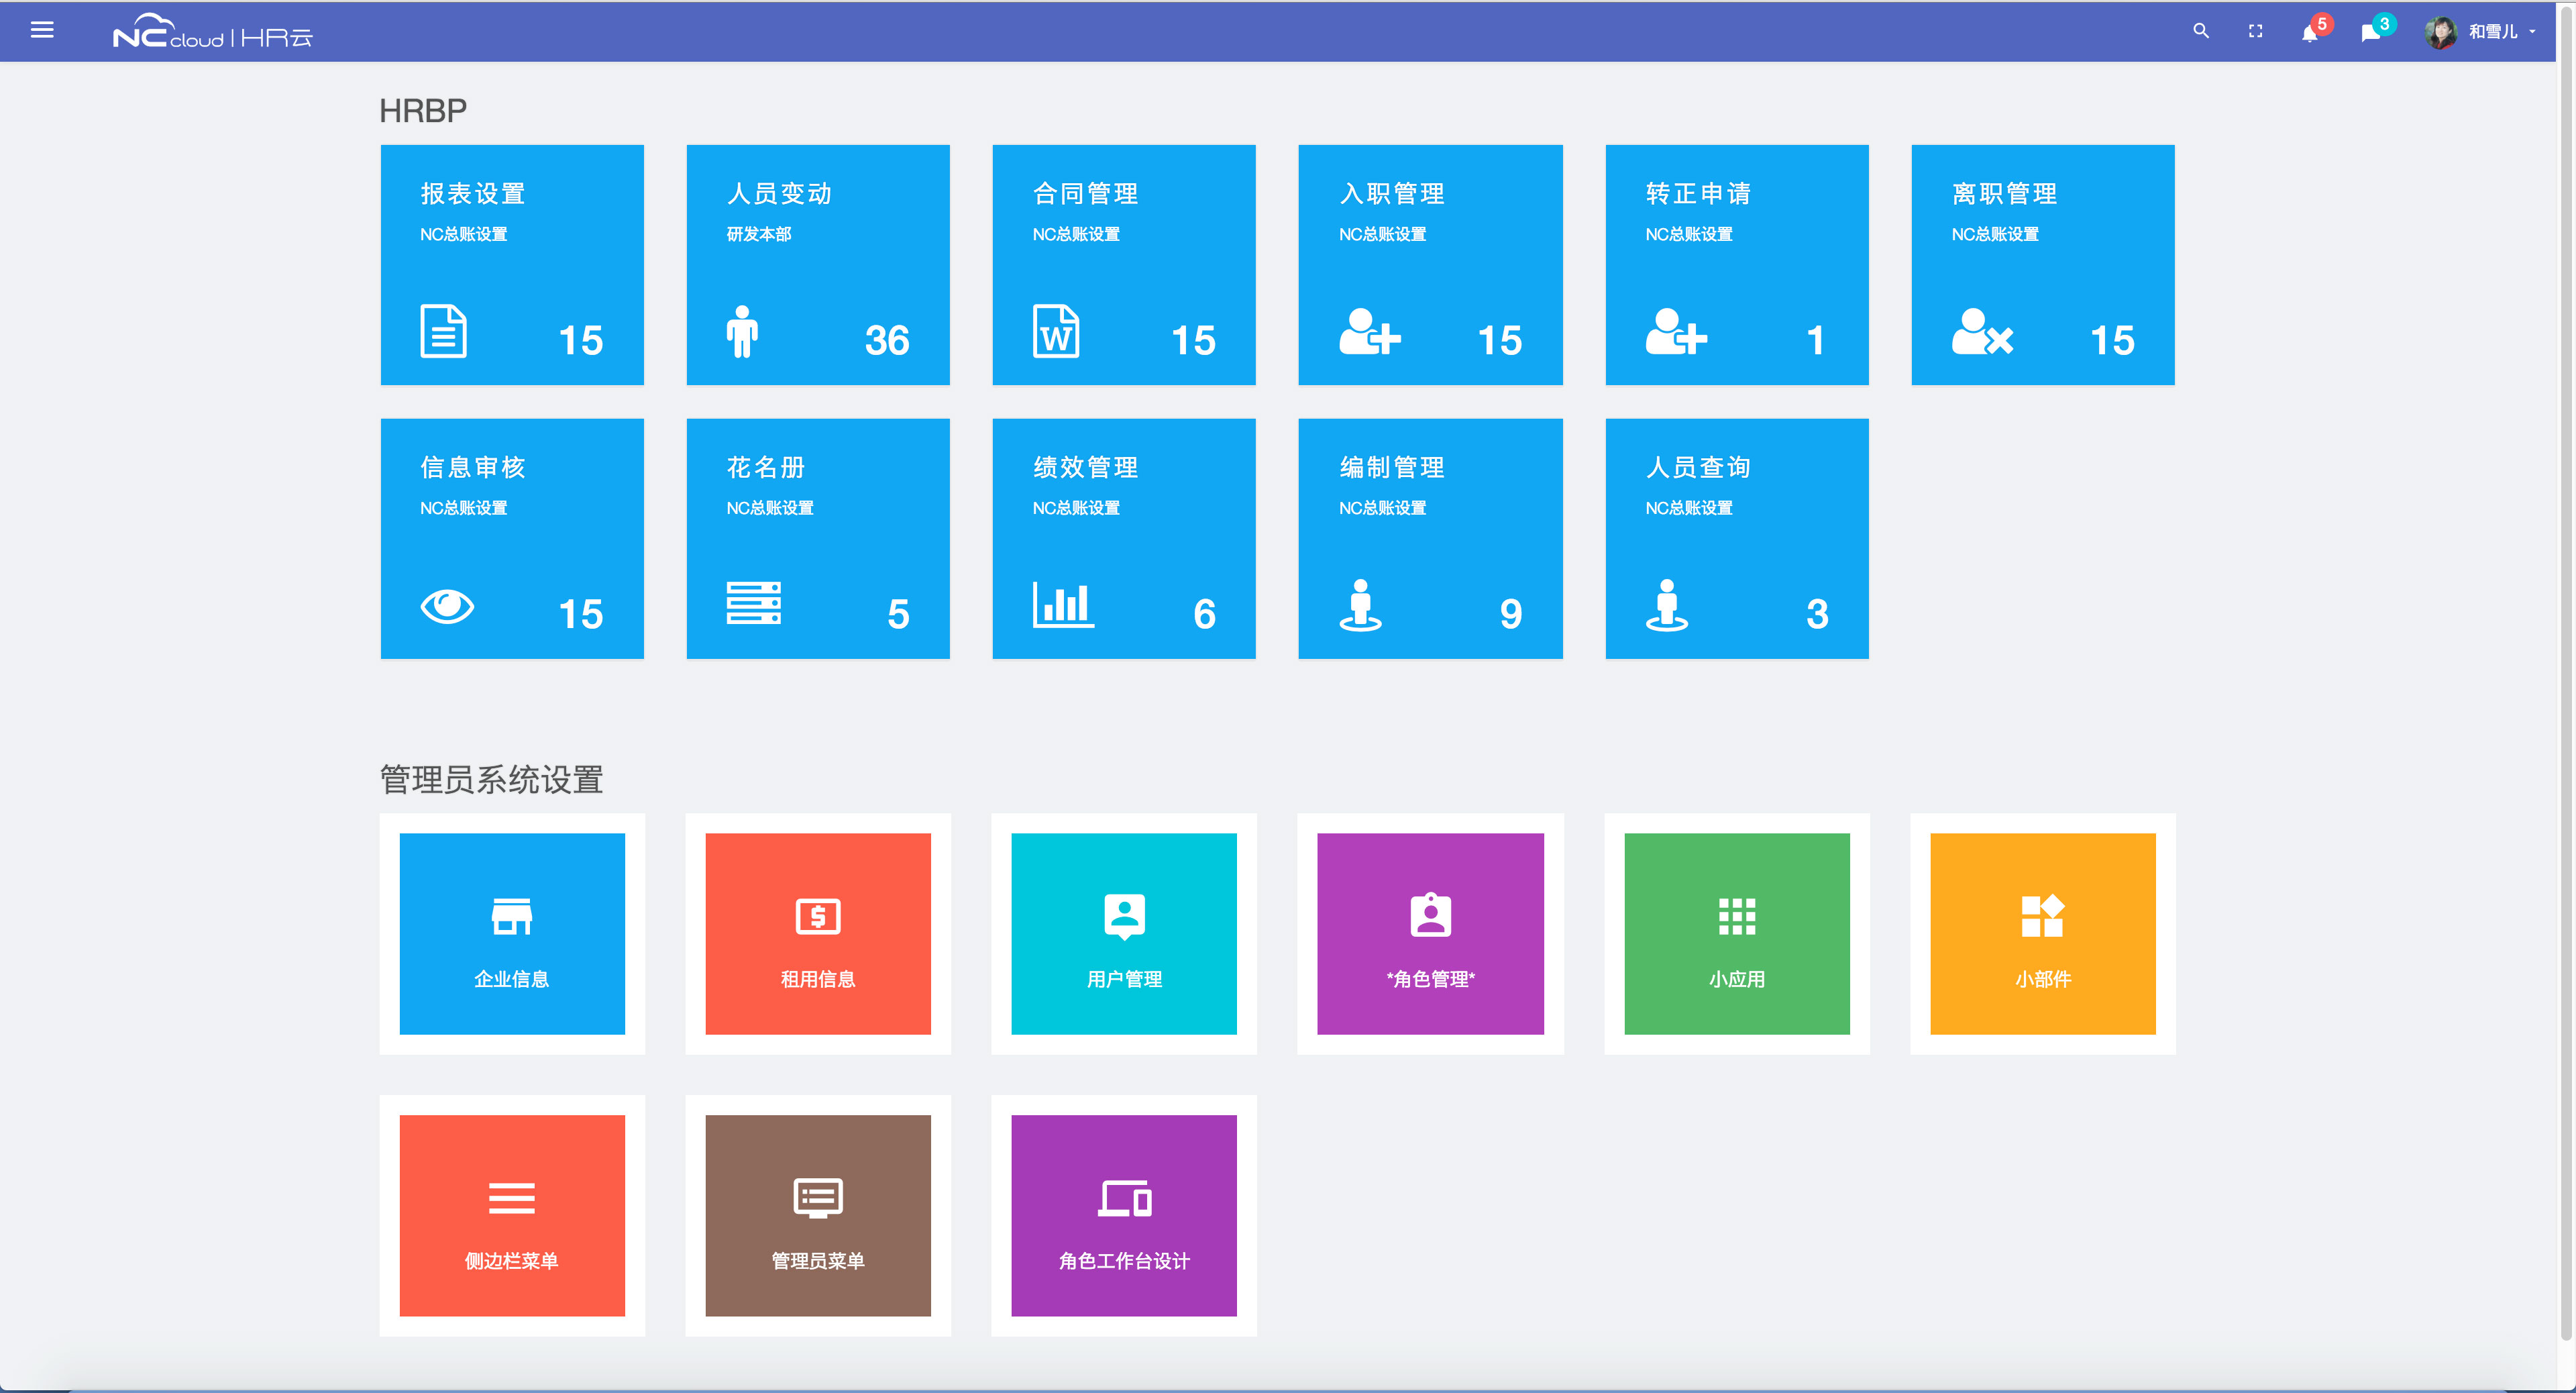 NCcloud | HR云
5
3
和雪儿
HRBP
报表设置
NC总账设置
15
人员变动
研发本部
36
合同管理
NC总账设置
W
15
入职管理
NC总账设置
15
转正申请
NC总账设置
1
离职管理
NC总账设置
15
信息审核
NC总账设置
15
花名册
NC总账设置
5
绩效管理
NC总账设置
6
编制管理
NC总账设置
9
人员查询
NC总账设置
3
管理员系统设置
企业信息
$
租用信息
用户管理
*角色管理*
小应用
小部件
侧边栏菜单
管理员菜单
角色工作台设计